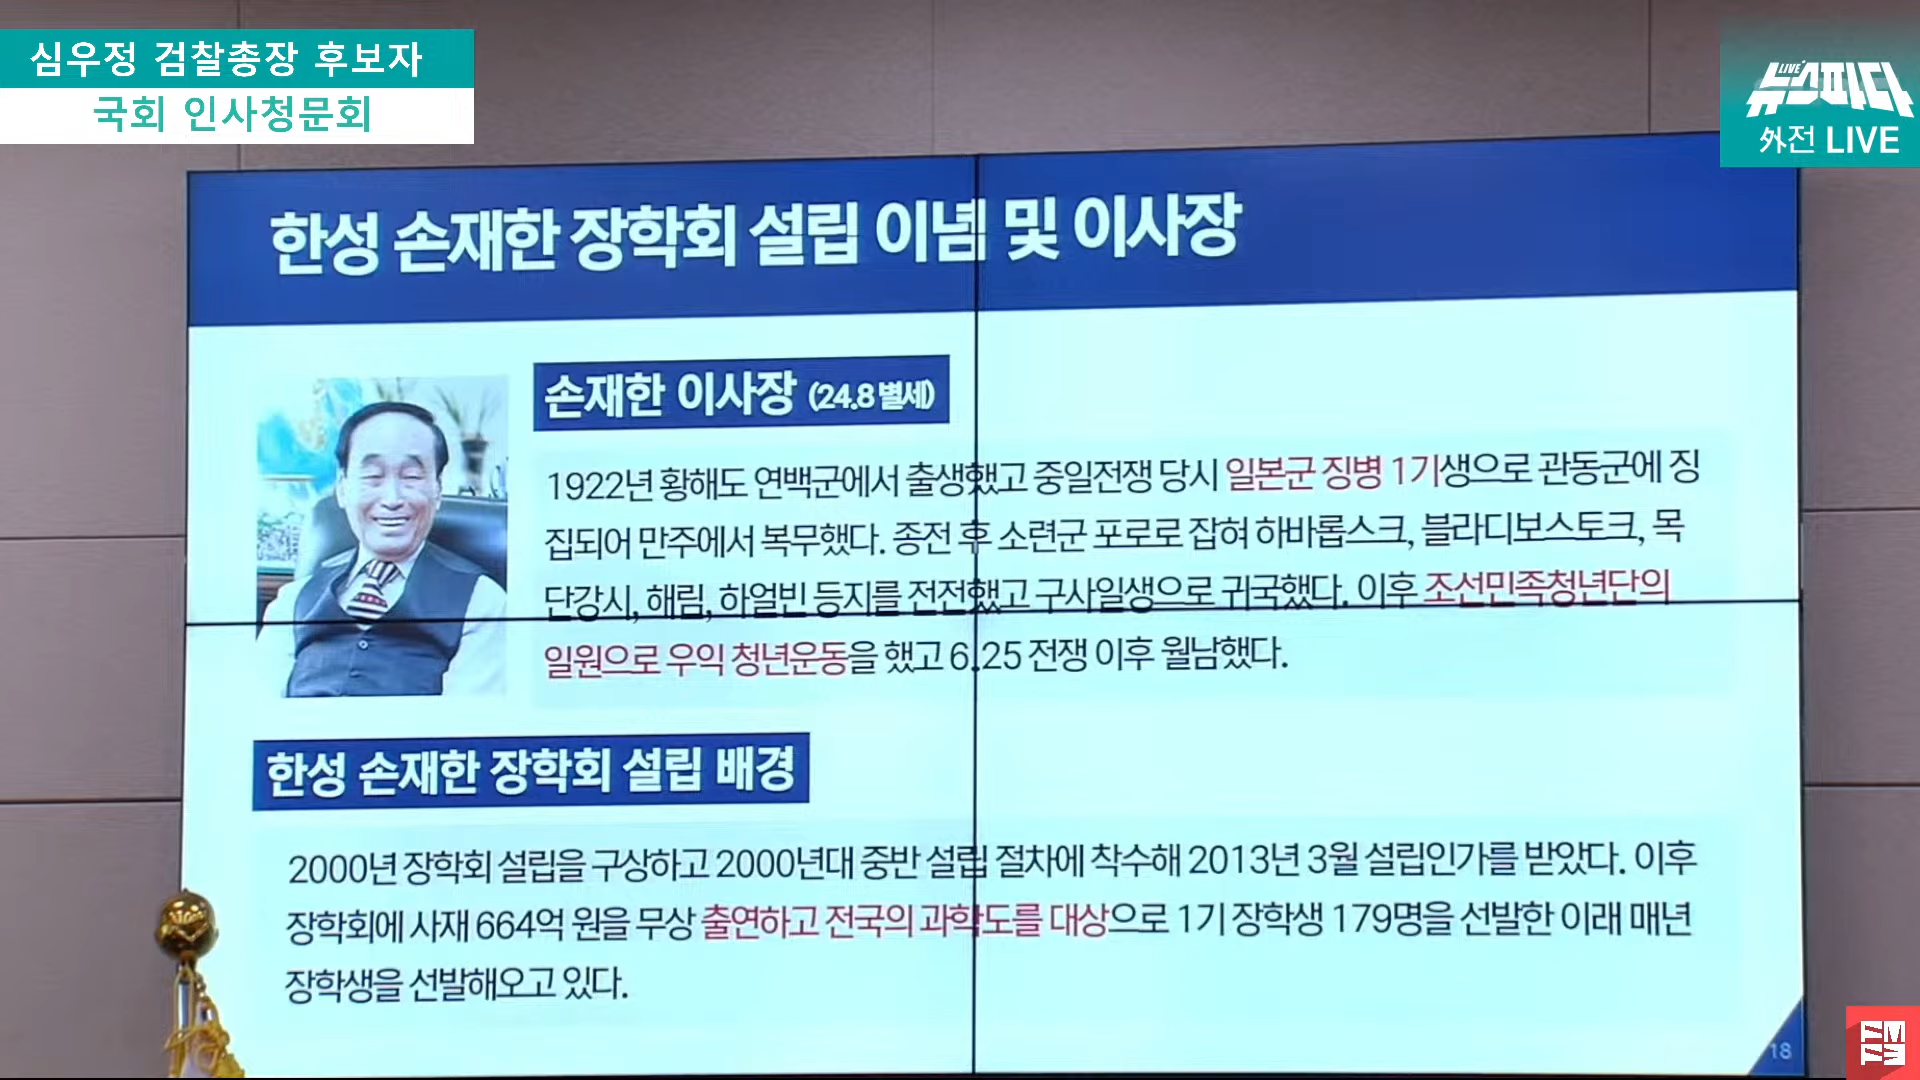 심우정 검찰총장 후보자
국회 인사청문회
LIVE
뉴스피다
外전 LIVE
한성 손재한 장학회 설립 이념 및 이사장
손재한 이사장 (24.8 별세)
1922년 황해도 연백군에서 출생했고 중일전쟁 당시 일본군 징병 1기생으로 관동군에 징
집되어 만주에서 복무했다. 종전 후 소련군 포로로 잡혀 하바롭스크, 블라디보스토크, 목
단강시, 해림, 하얼빈 등지를 전전했고 구사일생으로 귀국했다. 이후 조선민족청년단의
일원으로 우익 청년운동을 했고 6.25 전쟁 이후 월남했다.
한성 손재한 장학회 설립 배경
2000년 장학회 설립을 구상하고 2000년대 중반 설립 절차에 착수해 2013년 3월 설립인가를 받았다. 이후
장학회에 사재 664억 원을 무상 출연하고 전국의 과학도를 대상으로 1기 장학생 179명을 선발한 이래 매년
장학생을 선발해오고 있다.
18